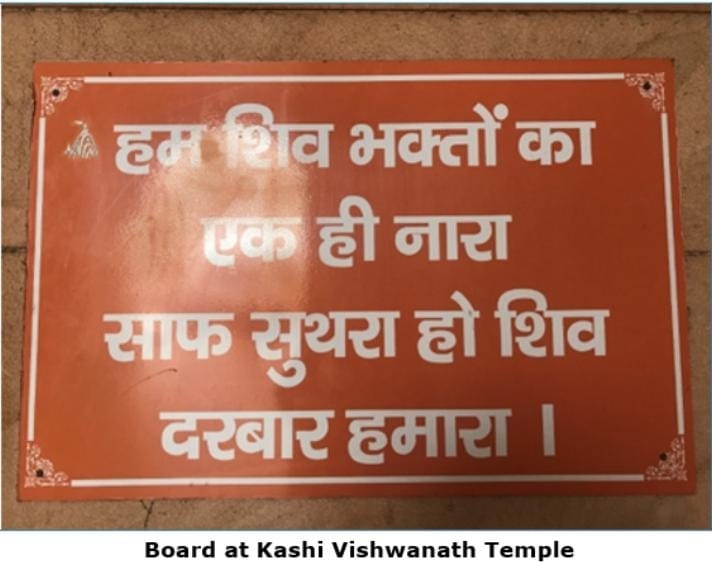 हम शिव भक्तों का
एक ही नारा
साफ सुथरा हो शिव
दरबार हमारा ।
Board at Kashi Vishwanath Temple